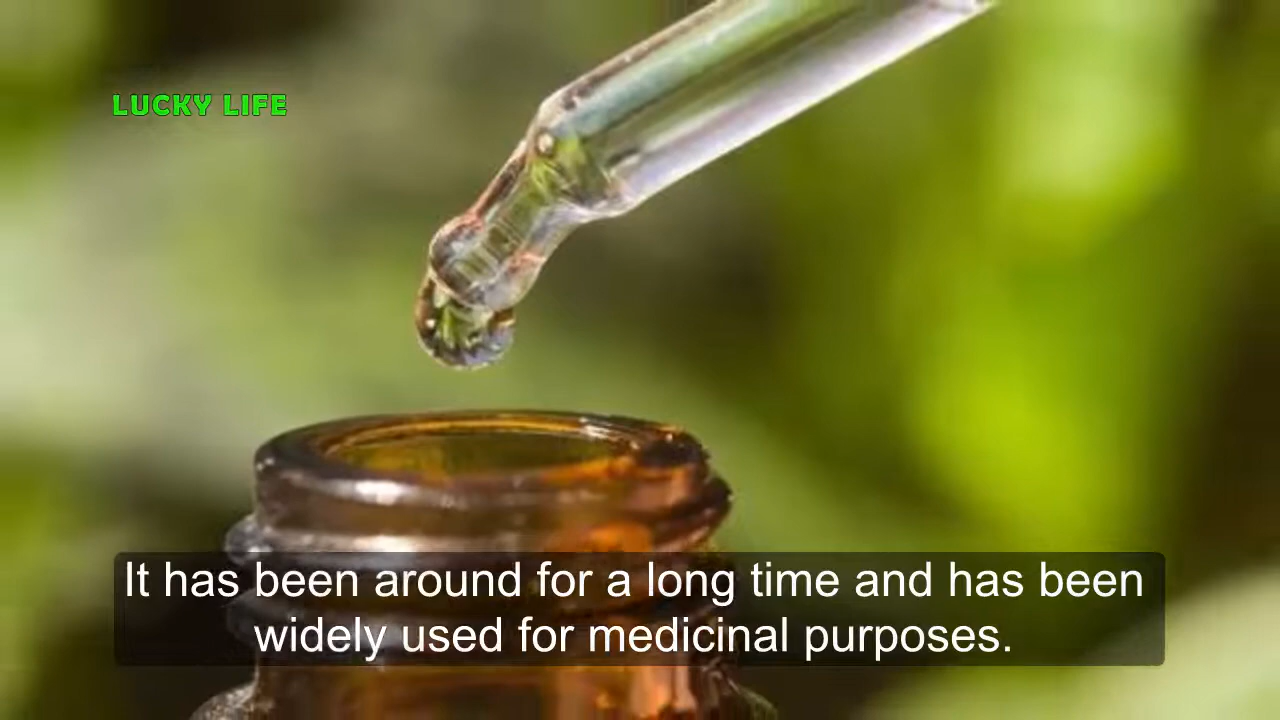 LUCKY LIFE
It has been around for a long time and has been
widely used for medicinal purposes.